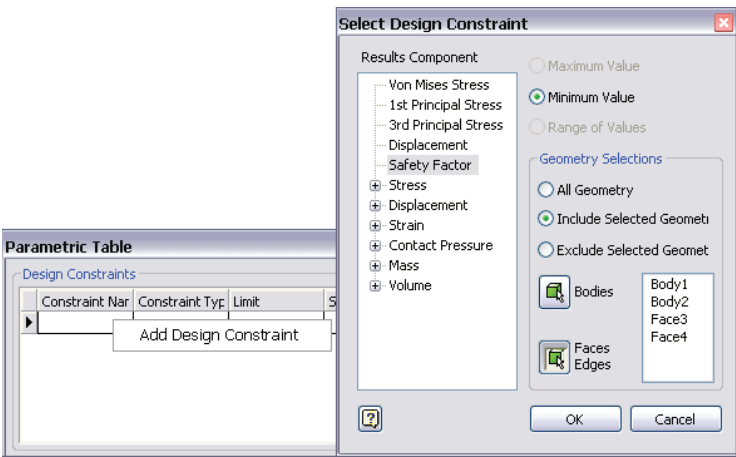 Select Design Constraint
Results Component
Von Mises Stress
1st Principal Stress
3rd Principal Stress
Displacement
Safety Factor
Stress
Displacement
Strain
Contact Pressure
Mass
Volume
Maximum Value
Minimum Value
Range of Values
Geometry Selections
All Geometry
Include Selected Geometri
Exclude Selected Geomet
Bodies
Faces
Edges
Body1
Body2
Face3
Face4
OK
Cancel
Parametric Table
Design Constraints
Constraint Nar Constraint Typ Limit S
Add Design Constraint